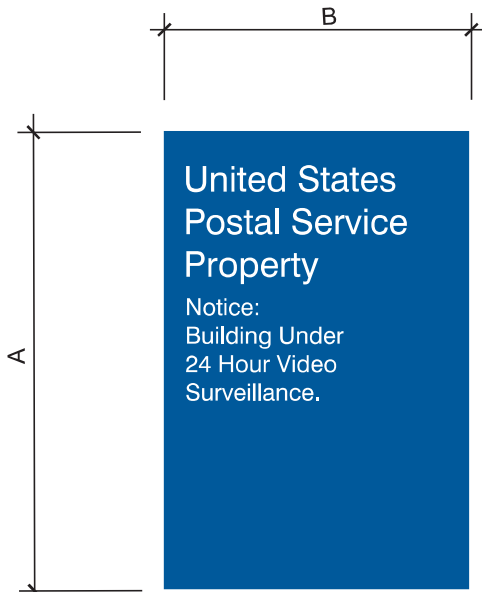 B
United States
Postal Service
Property
Notice:
Building Under
24 Hour Video
Surveillance.
A